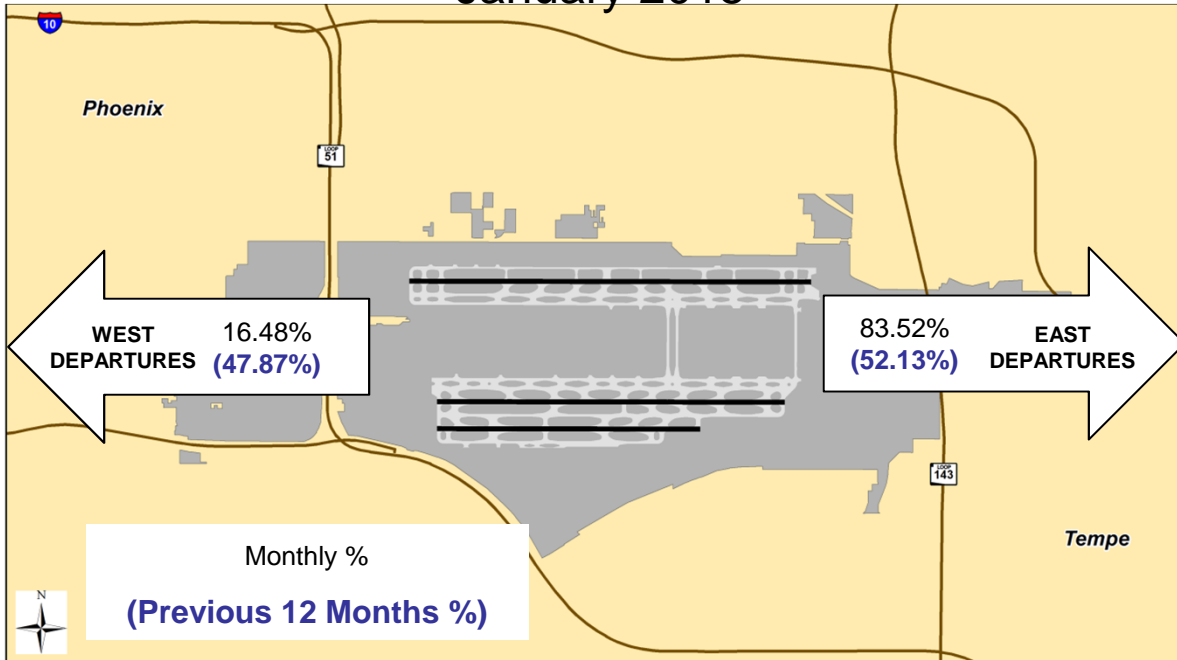 January
10
Phoenix
LOOP
51
WEST
DEPARTURES
16.48%
(47.87%)
83.52%
(52.13%)
EAST
DEPARTURES
LOOP
143
Tempe
Monthly %
(Previous 12 Months %)
N